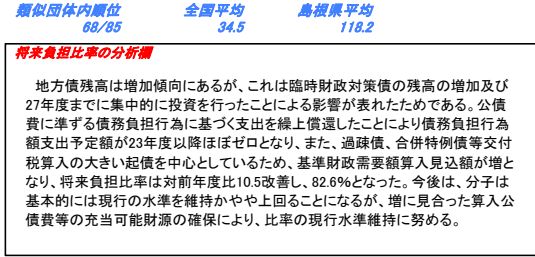 類似団体内順位 全国平均 島根県平均
68/85 34.5 118.2
将来負担比率の分析欄
地方債残高は増加傾向にあるが、これは臨時財政対策債の残高の増加及び
27年度までに集中的に投資を行ったことによる影響が表れたためである。公債
費に準ずる債務負担行為に基づく支出を繰上償還したことにより債務負担行為
額支出予定額が23年度以降ほぼゼロとなり、また、過疎債、合併特例債等交付
税算入の大きい起債を中心としているため、基準財政需要額算入見込額が増と
なり、将来負担比率は対前年度比10.5改善し、82.6%となった。今後は、分子は
基本的には現行の水準を維持かやや上回ることになるが、増に見合った算入公
債費等の充当可能財源の確保により、比率の現行水準維持に努める。